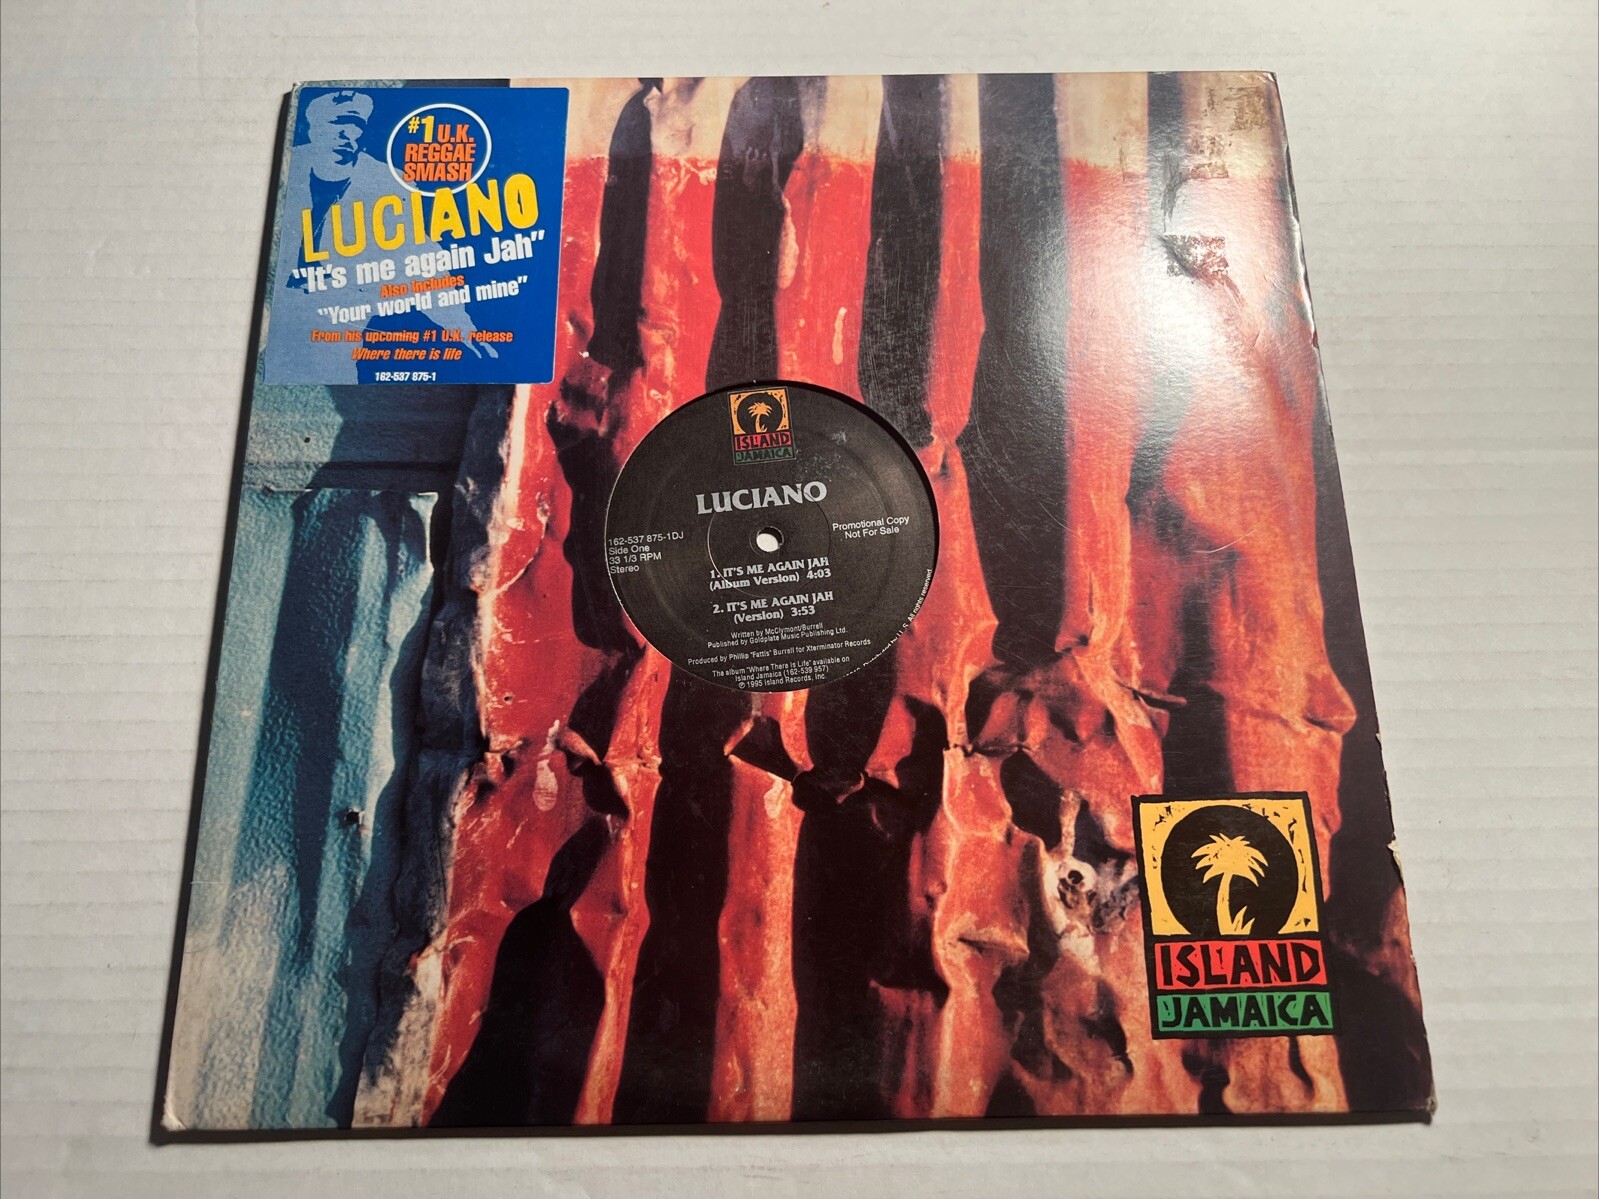 #1 U.K.
REGGAE
SMASH
LUCIANO
"It's me again Jah"
Also Includes
"Your world and mine"
From his upcoming #1 U.K. release
Where there is life
162-537 875-1
ISLAND
JAMAICA
LUCIANO
162-537 875-1DJ
Side One
33 1/3 RPM
Stereo
Promotional Copy
Not For Sale
1. IT'S ME AGAIN JAH
(Album Version) 4:03
2. IT'S ME AGAIN JAH
(Version) 3:53
Written by McClymont/Burrell
Published by Goldplate Music Publishing Ltd.
Produced by Phillip "Fattis" Burrell for Xterminator Records
The album "Where There is Life" available on
Island Jamaica (162-539 957)
℗ 1995 Island Records, Inc.
U.S. All rights reserved
ISLAND
JAMAICA